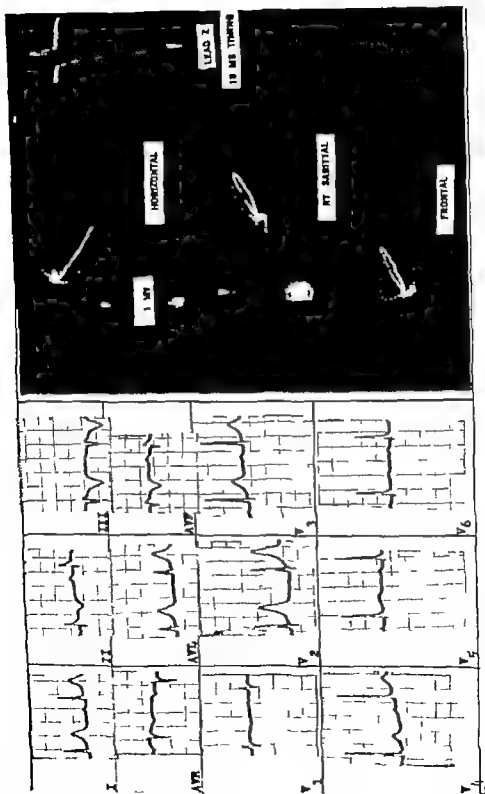 LEAD Z
10 MS TIMING
HORIZONTAL
1 MV
RT SAGITTAL
FRONTAL
I
II
III
AVR
AVL
AVF
V1
V2
V3
V4
V5
V6